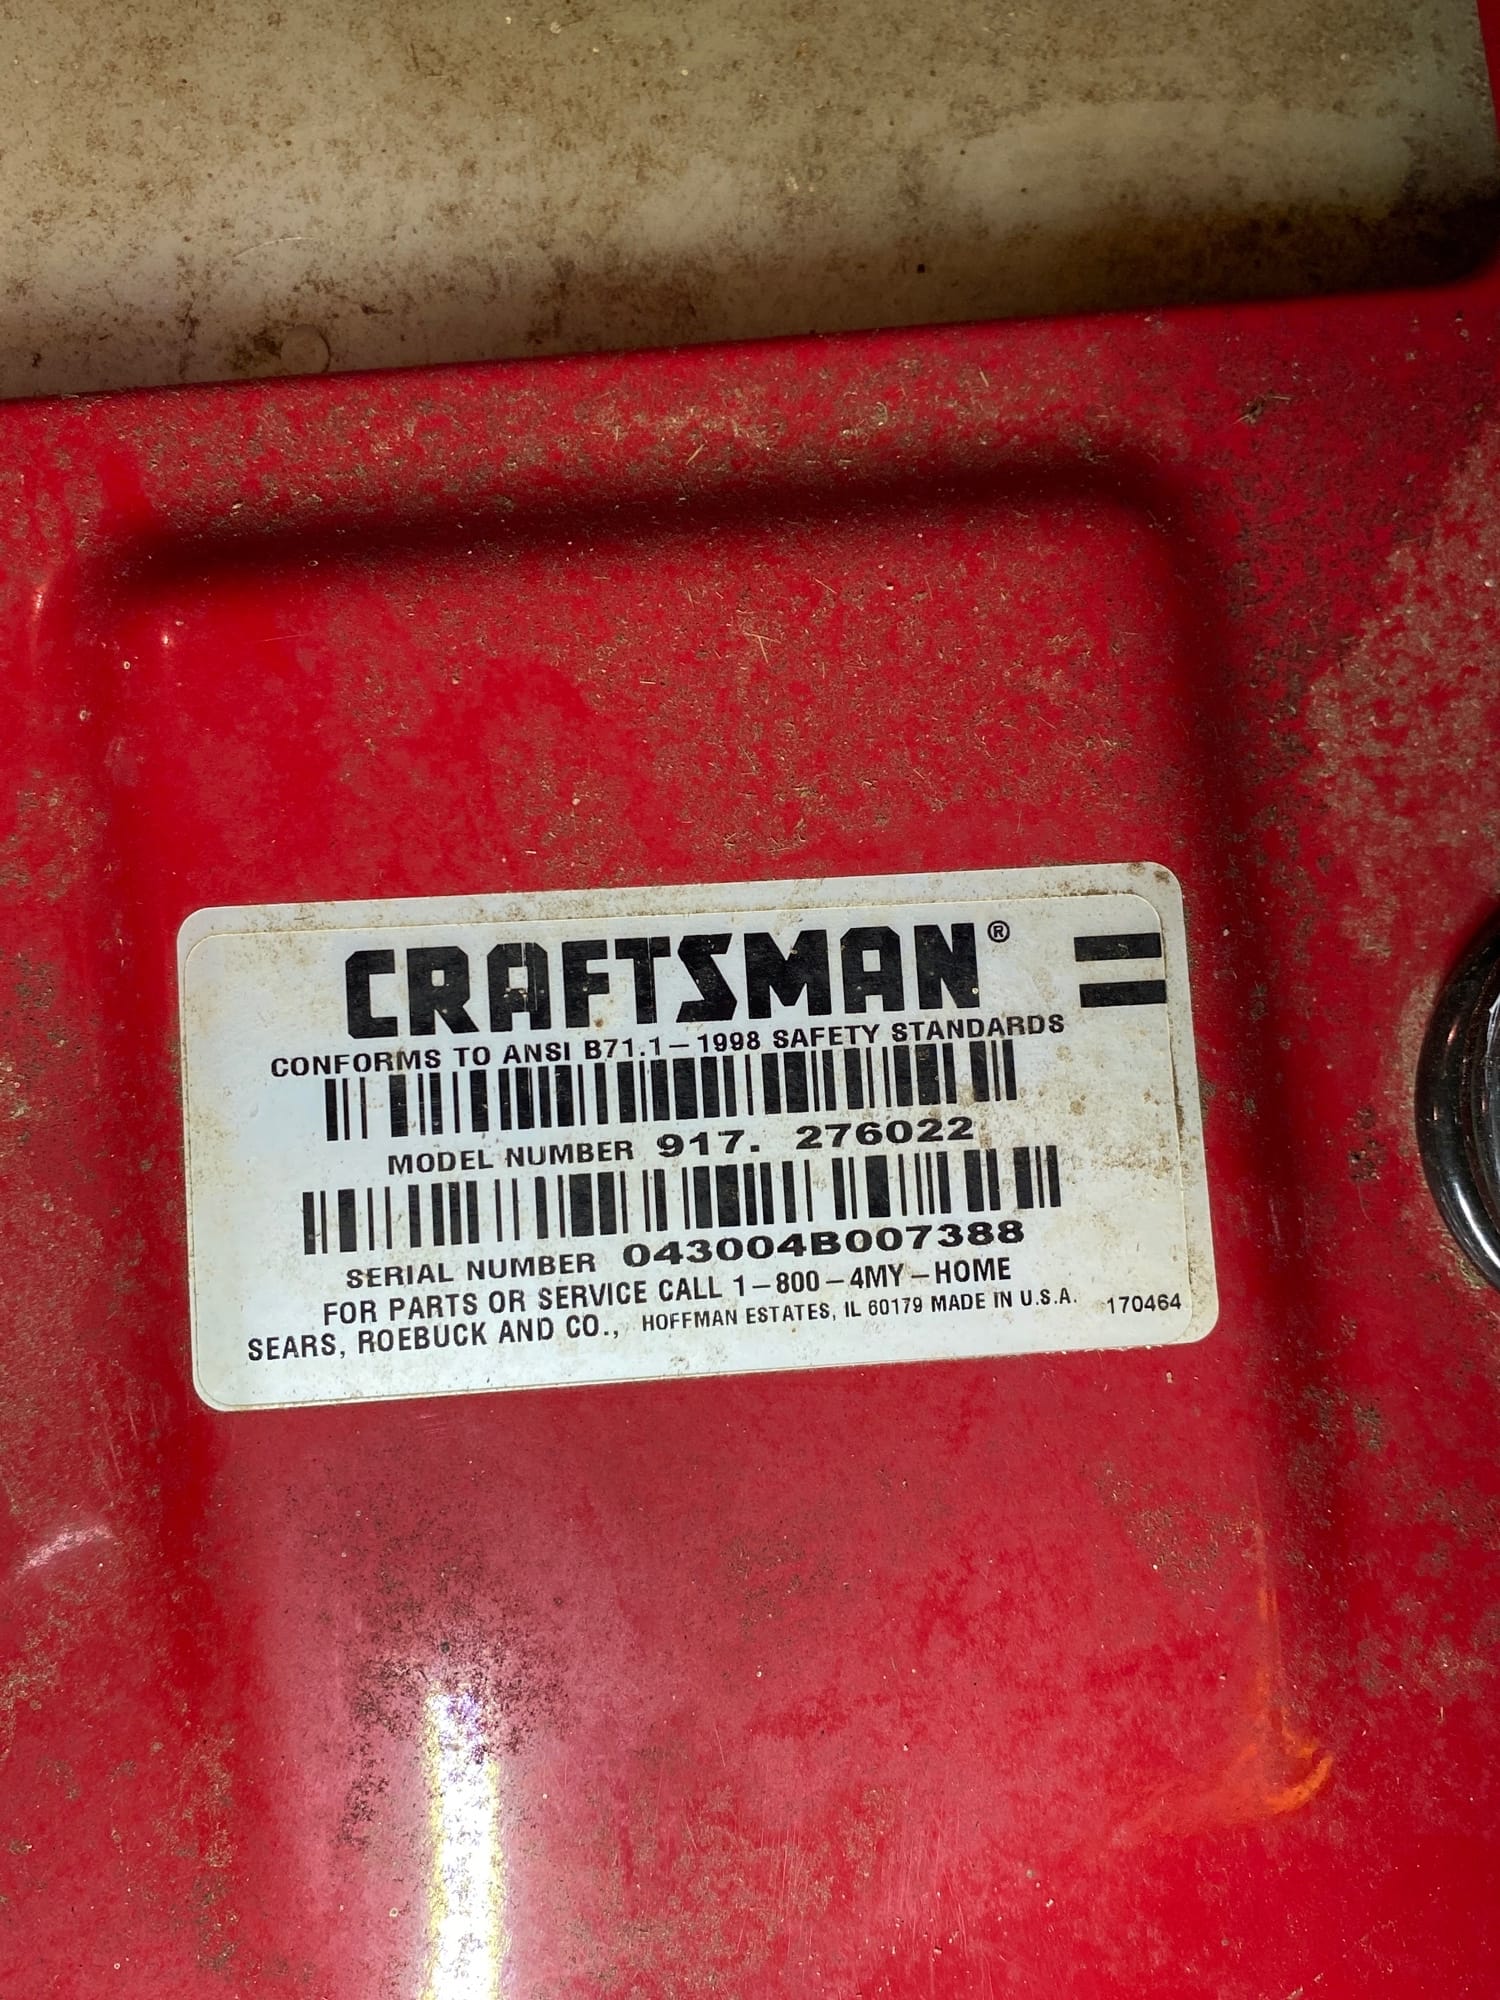 CRAFTSMAN®
CONFORMS TO ANSI B71.1-1998 SAFETY STANDARDS
MODEL NUMBER 917. 276022
SERIAL NUMBER 043004B007388
FOR PARTS OR SERVICE CALL 1-800-4MY-HOME
SEARS, ROEBUCK AND CO., HOFFMAN ESTATES, IL 60179 MADE IN U.S.A. 170464